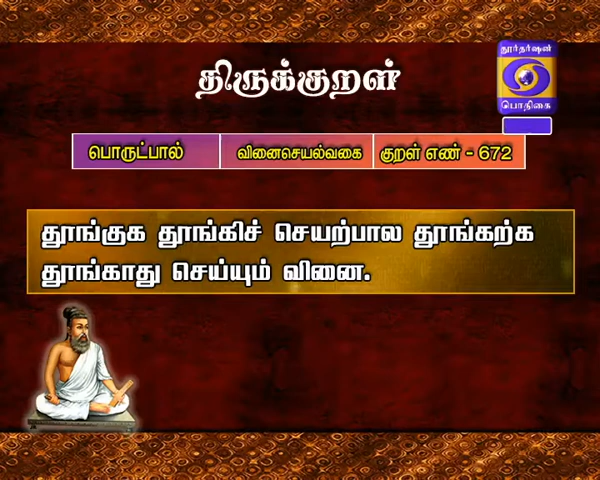 திருக்குறள்
தூர்தர்ஷன்
பொதிகை
பொருட்பால் வினைசெயல்வகை குறள் எண் - 672
தூங்குக தூங்கிச் செயற்பால தூங்கற்க
தூங்காது செய்யும் வினை.